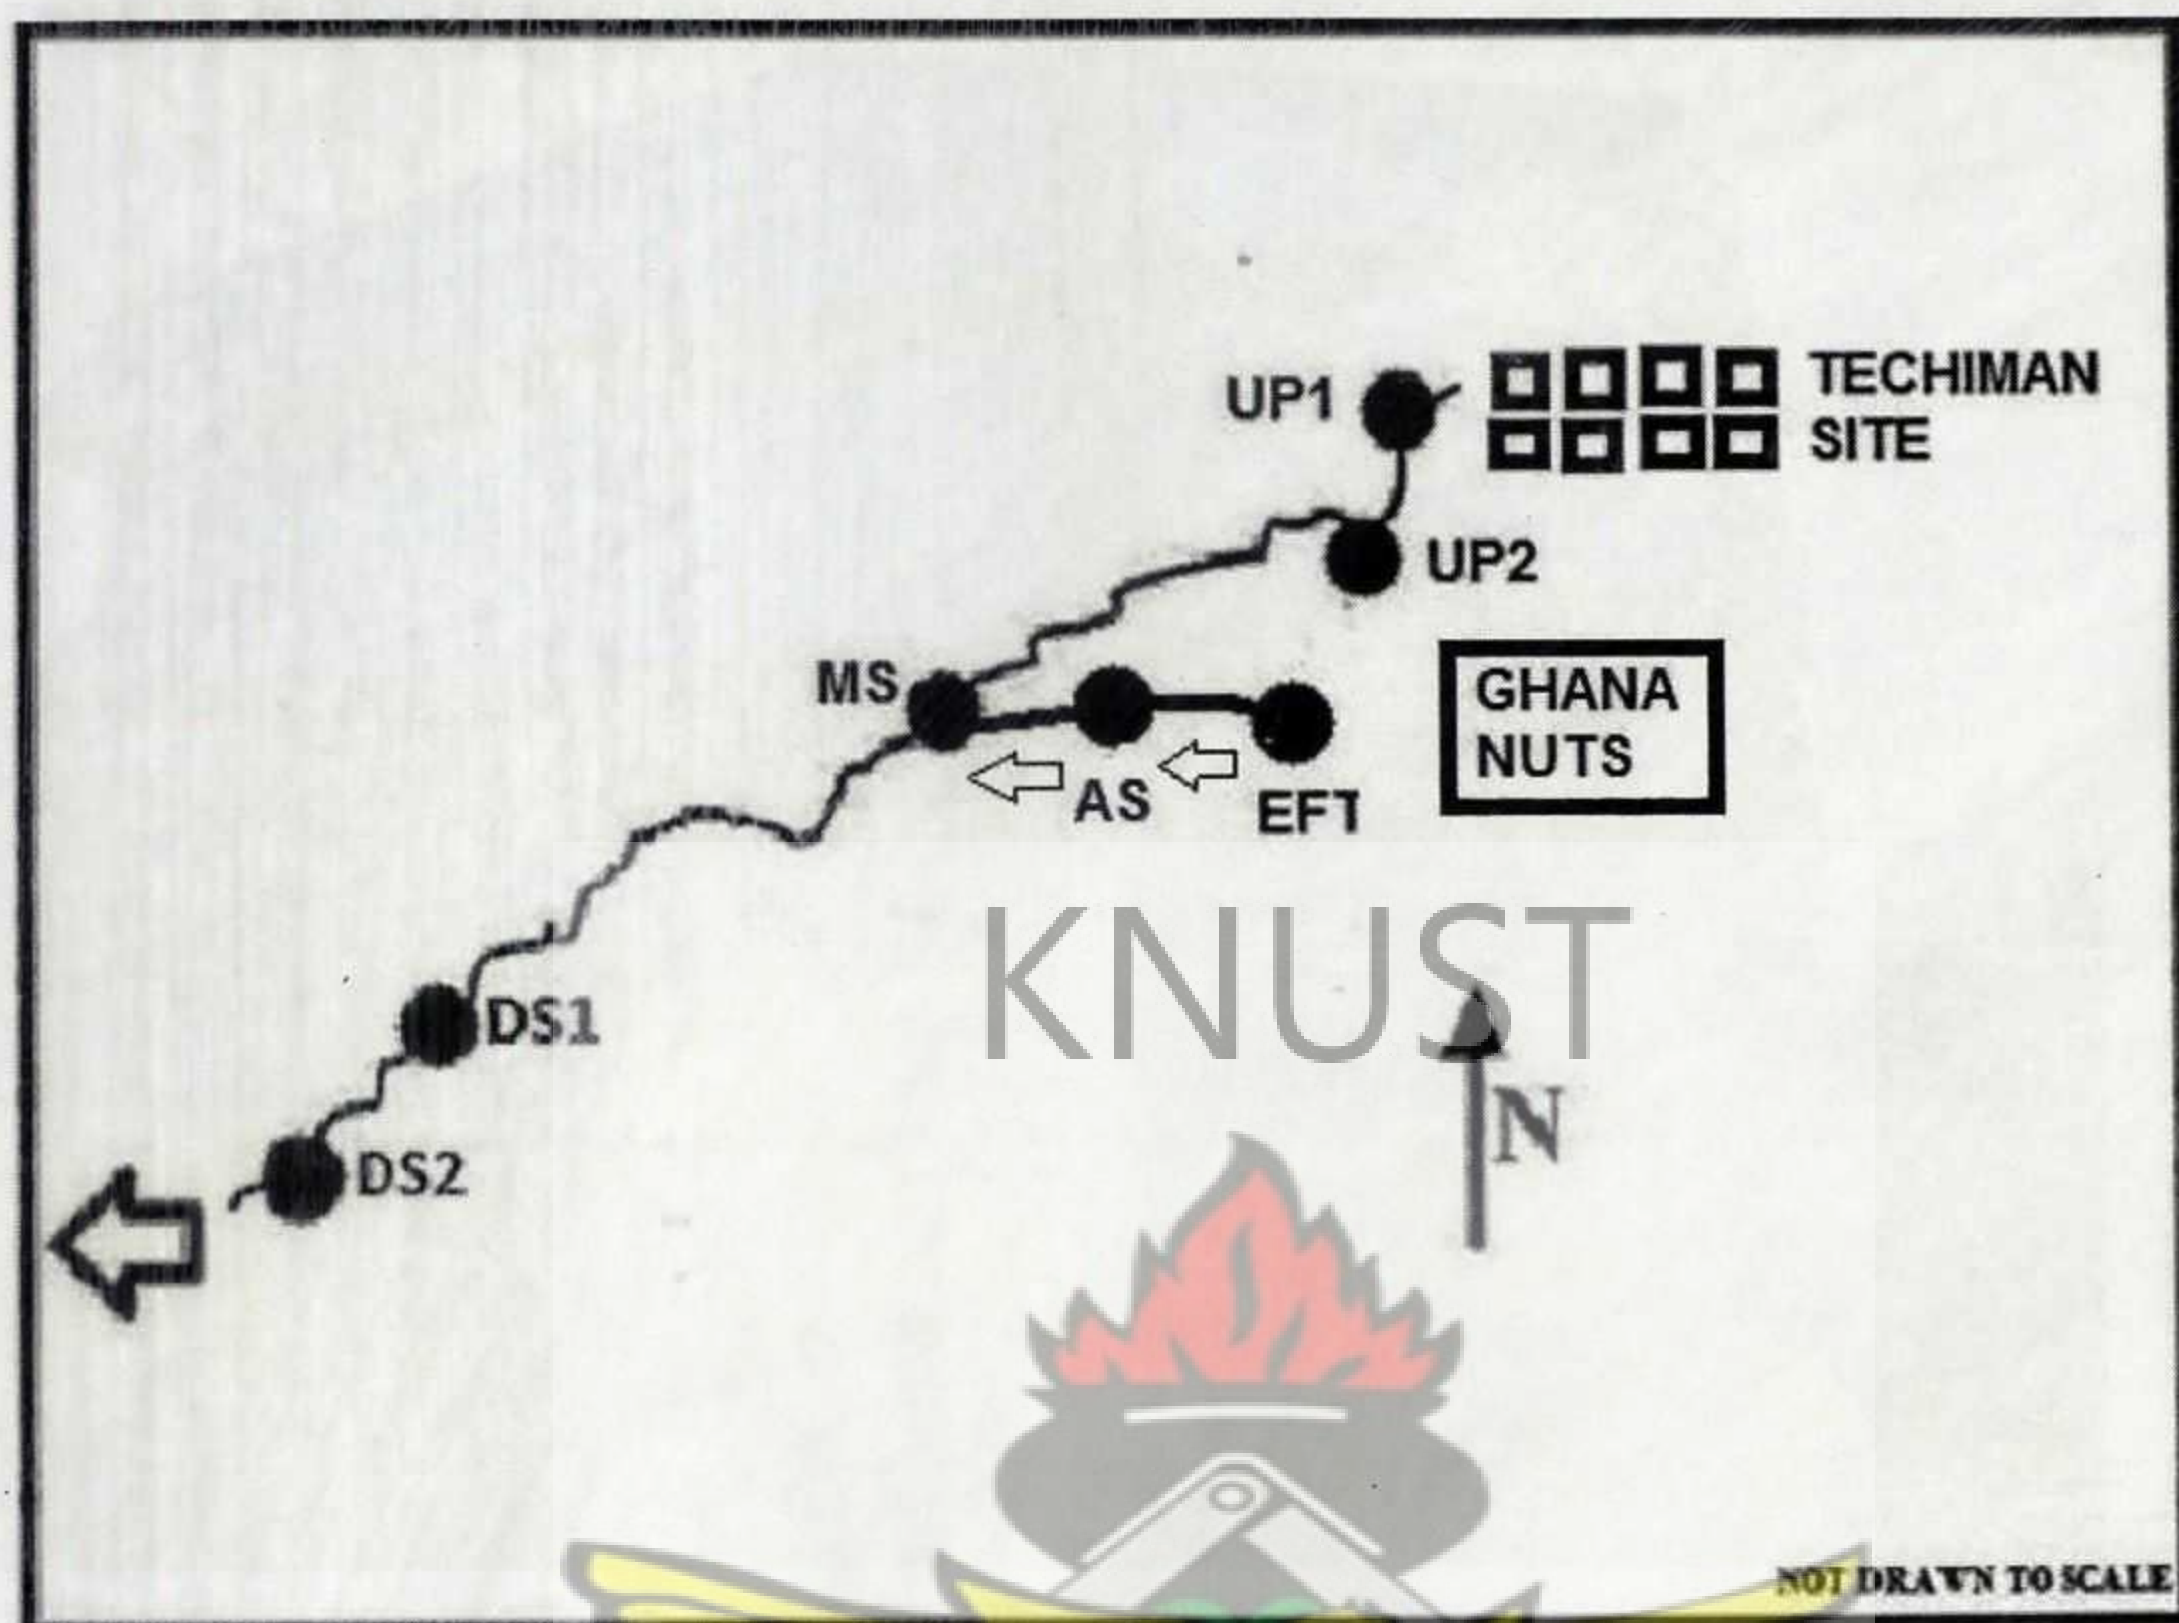 UP1
TECHIMAN
SITE
UP2
MS
GHANA
NUTS
AS
EFT
KNUST
DS1
N
DS2
NOT DRAWN TO SCALE